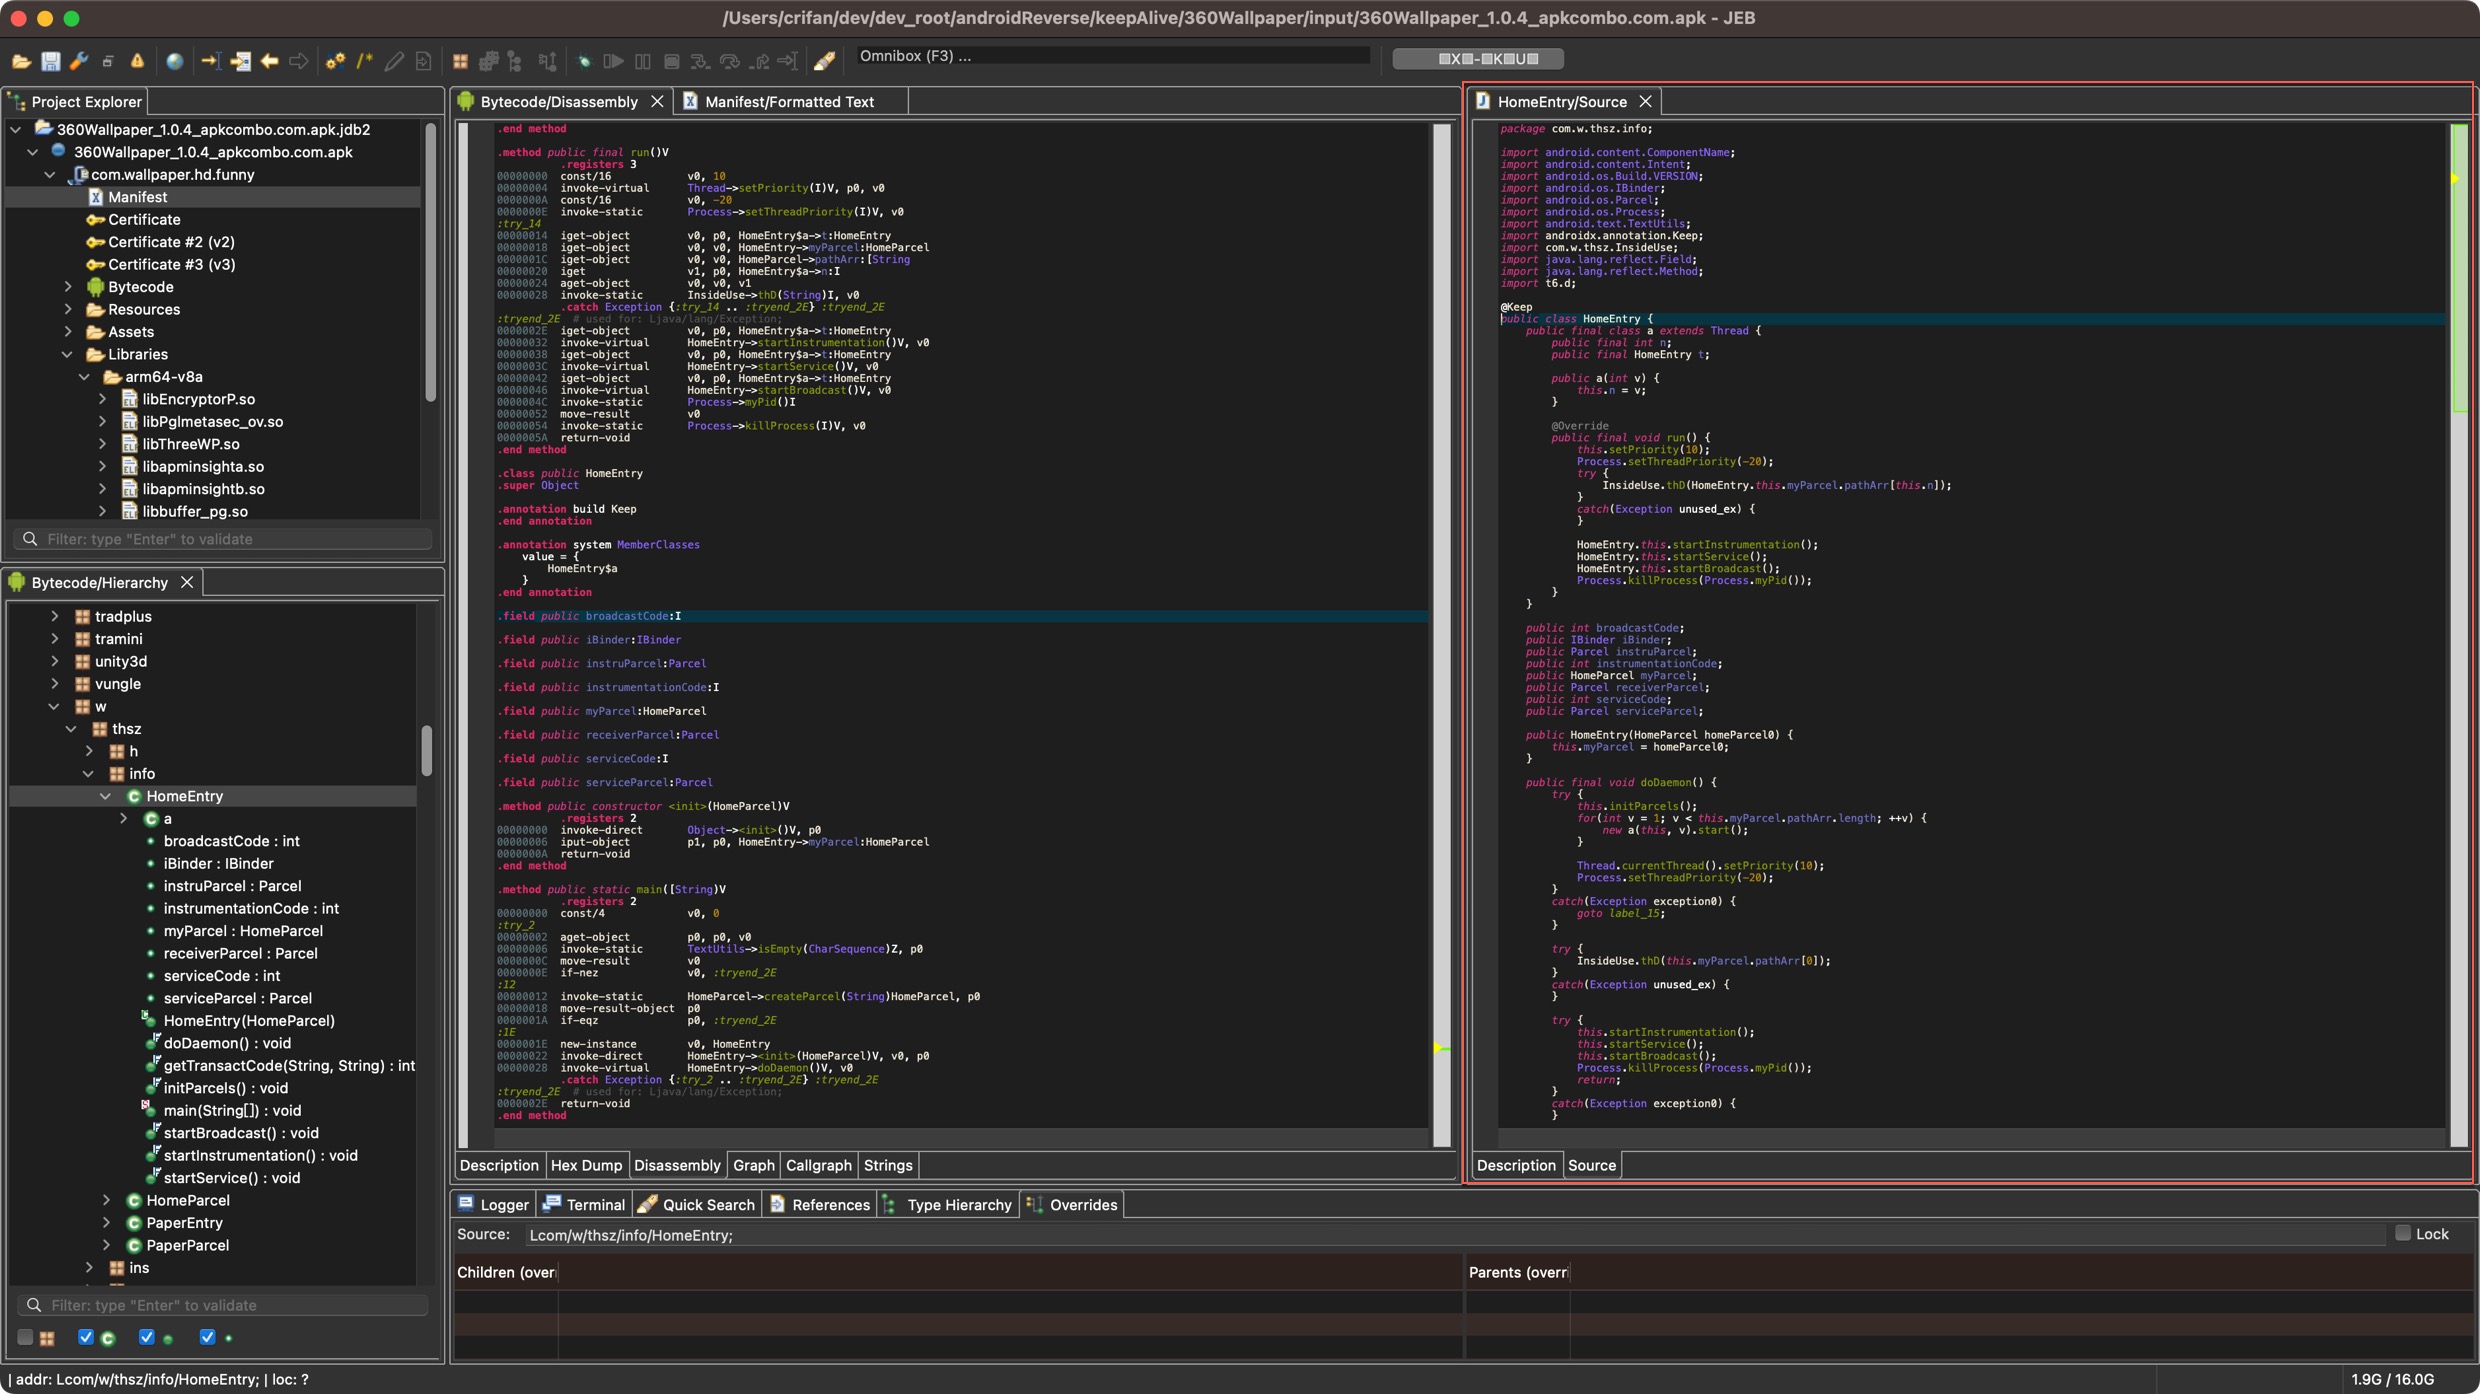 /Users/crifan/dev/dev_root/androidReverse/keepAlive/360Wallpaper/input/360Wallpaper_1.0.4_apkcombo.com.apk - JEB
Omnibox (F3) ...
Project Explorer
360Wallpaper_1.0.4_apkcombo.com.apk.jdb2
360Wallpaper_1.0.4_apkcombo.com.apk
com.wallpaper.hd.funny
Manifest
Certificate
Certificate #2 (v2)
Certificate #3 (v3)
Bytecode
Resources
Assets
Libraries
arm64-v8a
libEncryptorP.so
libPglmetasec_ov.so
libThreeWP.so
libapminsighta.so
libapminsightb.so
libbuffer_pg.so
Filter: type "Enter" to validate
Bytecode/Hierarchy
tradplus
tramini
unity3d
vungle
w
thsz
h
info
HomeEntry
a
broadcastCode : int
iBinder : IBinder
instruParcel : Parcel
instrumentationCode : int
myParcel : HomeParcel
receiverParcel : Parcel
serviceCode : int
serviceParcel : Parcel
HomeEntry(HomeParcel)
doDaemon() : void
getTransactCode(String, String) : int
initParcels() : void
main(String[]) : void
startBroadcast() : void
startInstrumentation() : void
startService() : void
HomeParcel
PaperEntry
PaperParcel
ins
Filter: type "Enter" to validate
Bytecode/Disassembly
Manifest/Formatted Text
.end method
.method public final run()V
.registers 3
00000000 const/16 v0, 10
00000004 invoke-virtual Thread->setPriority(I)V, p0, v0
0000000A const/16 v0, -20
0000000E invoke-static Process->setThreadPriority(I)V, v0
:try_14
00000014 iget-object v0, p0, HomeEntry$a->t:HomeEntry
00000018 iget-object v0, v0, HomeEntry->myParcel:HomeParcel
0000001C iget-object v0, v0, HomeParcel->pathArr:[String
00000020 iget v1, p0, HomeEntry$a->n:I
00000024 aget-object v0, v0, v1
00000028 invoke-static InsideUse->thD(String)I, v0
.catch Exception {:try_14 .. :tryend_2E} :tryend_2E
:tryend_2E # used for: Ljava/lang/Exception;
0000002E iget-object v0, p0, HomeEntry$a->t:HomeEntry
00000032 invoke-virtual HomeEntry->startInstrumentation()V, v0
00000038 iget-object v0, p0, HomeEntry$a->t:HomeEntry
0000003C invoke-virtual HomeEntry->startService()V, v0
00000042 iget-object v0, p0, HomeEntry$a->t:HomeEntry
00000046 invoke-virtual HomeEntry->startBroadcast()V, v0
0000004C invoke-static Process->myPid()I
00000052 move-result v0
00000054 invoke-static Process->killProcess(I)V, v0
0000005A return-void
.end method
.class public HomeEntry
.super Object
.annotation build Keep
.end annotation
.annotation system MemberClasses
value = {
HomeEntry$a
}
.end annotation
.field public broadcastCode:I
.field public iBinder:IBinder
.field public instruParcel:Parcel
.field public instrumentationCode:I
.field public myParcel:HomeParcel
.field public receiverParcel:Parcel
.field public serviceCode:I
.field public serviceParcel:Parcel
.method public constructor <init>(HomeParcel)V
.registers 2
00000000 invoke-direct Object-><init>()V, p0
00000006 iput-object p1, p0, HomeEntry->myParcel:HomeParcel
0000000A return-void
.end method
.method public static main([String)V
.registers 2
00000000 const/4 v0, 0
:try_2
00000002 aget-object p0, p0, v0
00000006 invoke-static TextUtils->isEmpty(CharSequence)Z, p0
0000000C move-result v0
0000000E if-nez v0, :tryend_2E
:12
00000012 invoke-static HomeParcel->createParcel(String)HomeParcel, p0
00000018 move-result-object p0
0000001A if-eqz p0, :tryend_2E
:1E
0000001E new-instance v0, HomeEntry
00000022 invoke-direct HomeEntry-><init>(HomeParcel)V, v0, p0
00000028 invoke-virtual HomeEntry->doDaemon()V, v0
.catch Exception {:try_2 .. :tryend_2E} :tryend_2E
:tryend_2E # used for: Ljava/lang/Exception;
0000002E return-void
.end method
Description Hex Dump Disassembly Graph Callgraph Strings
HomeEntry/Source
package com.w.thsz.info;
import android.content.ComponentName;
import android.content.Intent;
import android.os.Build.VERSION;
import android.os.IBinder;
import android.os.Parcel;
import android.os.Process;
import android.text.TextUtils;
import androidx.annotation.Keep;
import com.w.thsz.InsideUse;
import java.lang.reflect.Field;
import java.lang.reflect.Method;
import t6.d;
@Keep
public class HomeEntry {
public final class a extends Thread {
public final int n;
public final HomeEntry t;
public a(int v) {
this.n = v;
}
@Override
public final void run() {
this.setPriority(10);
Process.setThreadPriority(-20);
try {
InsideUse.thD(HomeEntry.this.myParcel.pathArr[this.n]);
}
catch(Exception unused_ex) {
}
HomeEntry.this.startInstrumentation();
HomeEntry.this.startService();
HomeEntry.this.startBroadcast();
Process.killProcess(Process.myPid());
}
}
public int broadcastCode;
public IBinder iBinder;
public Parcel instruParcel;
public int instrumentationCode;
public HomeParcel myParcel;
public Parcel receiverParcel;
public int serviceCode;
public Parcel serviceParcel;
public HomeEntry(HomeParcel homeParcel0) {
this.myParcel = homeParcel0;
}
public final void doDaemon() {
try {
this.initParcels();
for(int v = 1; v < this.myParcel.pathArr.length; ++v) {
new a(this, v).start();
}
Thread.currentThread().setPriority(10);
Process.setThreadPriority(-20);
}
catch(Exception exception0) {
goto label_15;
}
try {
InsideUse.thD(this.myParcel.pathArr[0]);
}
catch(Exception unused_ex) {
}
try {
this.startInstrumentation();
this.startService();
this.startBroadcast();
Process.killProcess(Process.myPid());
return;
}
catch(Exception exception0) {
}
Description Source
Logger Terminal Quick Search References Type Hierarchy Overrides
Source: Lcom/w/thsz/info/HomeEntry;
Lock
Children (overri
Parents (overri
| addr: Lcom/w/thsz/info/HomeEntry; | loc: ?
1.9G / 16.0G